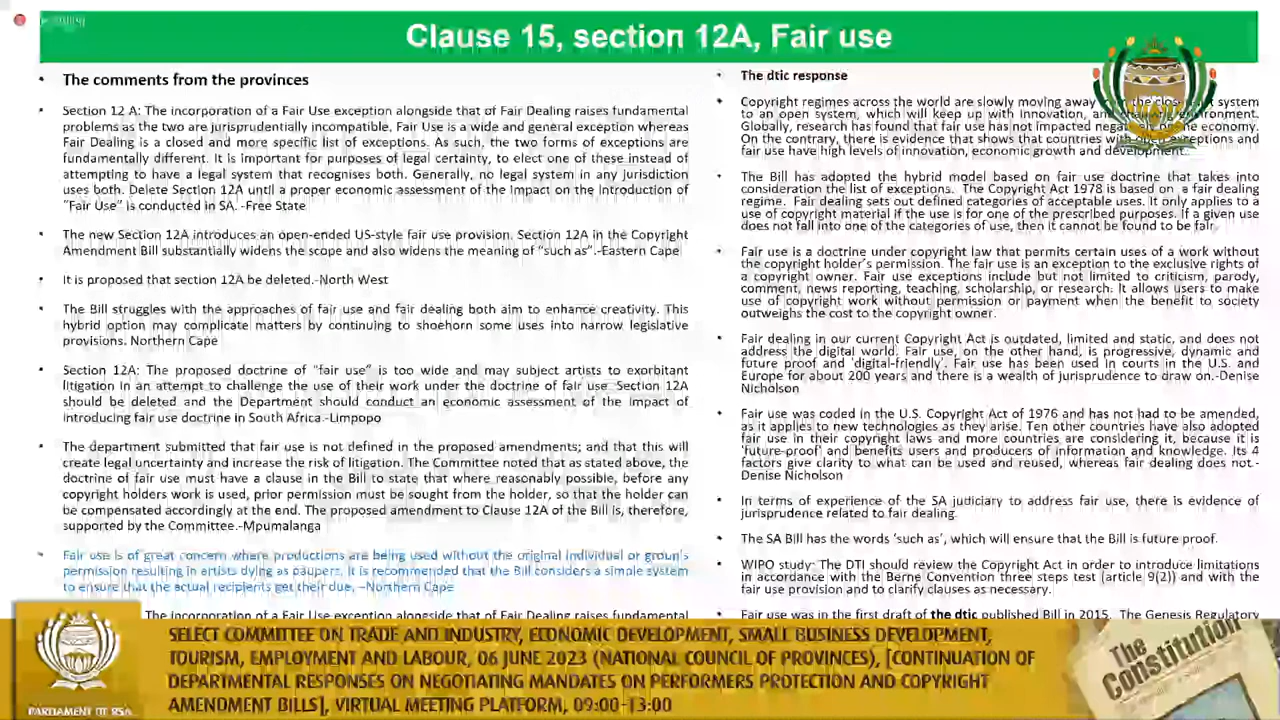 Clause 15, section 12A, Fair use
• The comments from the provinces
• Section 12 A: The incorporation of a Fair Use exception alongside that of Fair Dealing raises fundamental
problems as the two are jurisprudentially incompatible. Fair Use is a wide and general exception whereas
Fair Dealing is a closed and more specific list of exceptions. As such, the two forms of exceptions are
fundamentally different. It is important for purposes of legal certainty, to elect one of these instead of
attempting to have a legal system that recognises both. Generally, no legal system in any jurisdiction
uses both. Delete Section 12A until a proper economic assessment of the Impact on the Introduction of
"Fair Use" is conducted in SA. -Free State
• The new Section 12A introduces an open-ended US-style fair use provision. Section 12A in the Copyright
Amendment Bill substantially widens the scope and also widens the meaning of "such as".-Eastern Cape
• It is proposed that section 12A be deleted.-North West
• The Bill struggles with the approaches of fair use and fair dealing both aim to enhance creativity. This
hybrid option may complicate matters by continuing to shoehorn some uses into narrow legislative
provisions. Northern Cape
• Section 12A: The proposed doctrine of "fair use" is too wide and may subject artists to exorbitant
litigation in an attempt to challenge the use of their work under the doctrine of fair use. Section 12A
should be deleted and the Department should conduct an economic assessment of the impact of
introducing fair use doctrine in South Africa.-Limpopo
• The department submitted that fair use is not defined in the proposed amendments; and that this will
create legal uncertainty and increase the risk of litigation. The Committee noted that as stated above, the
doctrine of fair use must have a clause in the Bill to state that where reasonably possible, before any
copyright holders work is used, prior permission must be sought from the holder, so that the holder can
be compensated accordingly at the end. The proposed amendment to Clause 12A of the Bill is, therefore,
supported by the Committee.-Mpumalanga
• Fair use is of great concern where productions are being used without the original individual or group's
permission resulting in artists dying as paupers. It is recommended that the Bill considers a simple system
to ensure that the actual recipients get their due. –Northern Cape
The incorporation of a Fair Use exception alongside that of Fair Dealing raises fundamental
• The dtic response
• Copyright regimes across the world are slowly moving away system
to an open system, which will keep up with innovation, and
Globally, research has found that fair use has not impacted economy.
On the contrary, there is evidence that shows that countries with open exceptions and
fair use have high levels of innovation, economic growth and development.
• The Bill has adopted the hybrid model based on fair use doctrine that takes into
consideration the list of exceptions. The Copyright Act 1978 is based on a fair dealing
regime. Fair dealing sets out defined categories of acceptable uses. It only applies to a
use of copyright material if the use is for one of the prescribed purposes. If a given use
does not fall into one of the categories of use, then it cannot be found to be fair.
• Fair use is a doctrine under copyright law that permits certain uses of a work without
the copyright holder's permission. The fair use is an exception to the exclusive rights of
a copyright owner. Fair use exceptions include but not limited to criticism, parody,
comment, news reporting, teaching, scholarship, or research. It allows users to make
use of copyright work without permission or payment when the benefit to society
outweighs the cost to the copyright owner.
• Fair dealing in our current Copyright Act is outdated, limited and static, and does not
address the digital world. Fair use, on the other hand, is progressive, dynamic and
future proof and 'digital-friendly'. Fair use has been used in courts in the U.S. and
Europe for about 200 years and there is a wealth of jurisprudence to draw on.-Denise
Nicholson
• Fair use was coded in the U.S. Copyright Act of 1976 and has not had to be amended,
as it applies to new technologies as they arise. Ten other countries have also adopted
fair use in their copyright laws and more countries are considering it, because it is
'future-proof' and benefits users and producers of information and knowledge. Its 4
factors give clarity to what can be used and reused, whereas fair dealing does not.-
Denise Nicholson
• In terms of experience of the SA judiciary to address fair use, there is evidence of
jurisprudence related to fair dealing.
• The SA Bill has the words 'such as', which will ensure that the Bill is future proof.
• WIPO study- The DTI should review the Copyright Act in order to introduce limitations
in accordance with the Berne Convention three steps test (article 9(2)) and with the
fair use provision and to clarify clauses as necessary.
• Fair use was in the first draft of the dtic published Bill in 2015. The Genesis Regulatory
SELECT COMMITTEE ON TRADE AND INDUSTRY, ECONOMIC DEVELOPMENT, SMALL BUSINESS DEVELOPMENT,
TOURISM, EMPLOYMENT AND LABOUR, 06 JUNE 2023 (NATIONAL COUNCIL OF PROVINCES), [CONTINUATION OF
DEPARTMENTAL RESPONSES ON NEGOTIATING MANDATES ON PERFORMERS PROTECTION AND COPYRIGHT
AMENDMENT BILLS], VIRTUAL MEETING PLATFORM, 09:00-13:00
PARLIAMENT OF RSA
The
Constitution